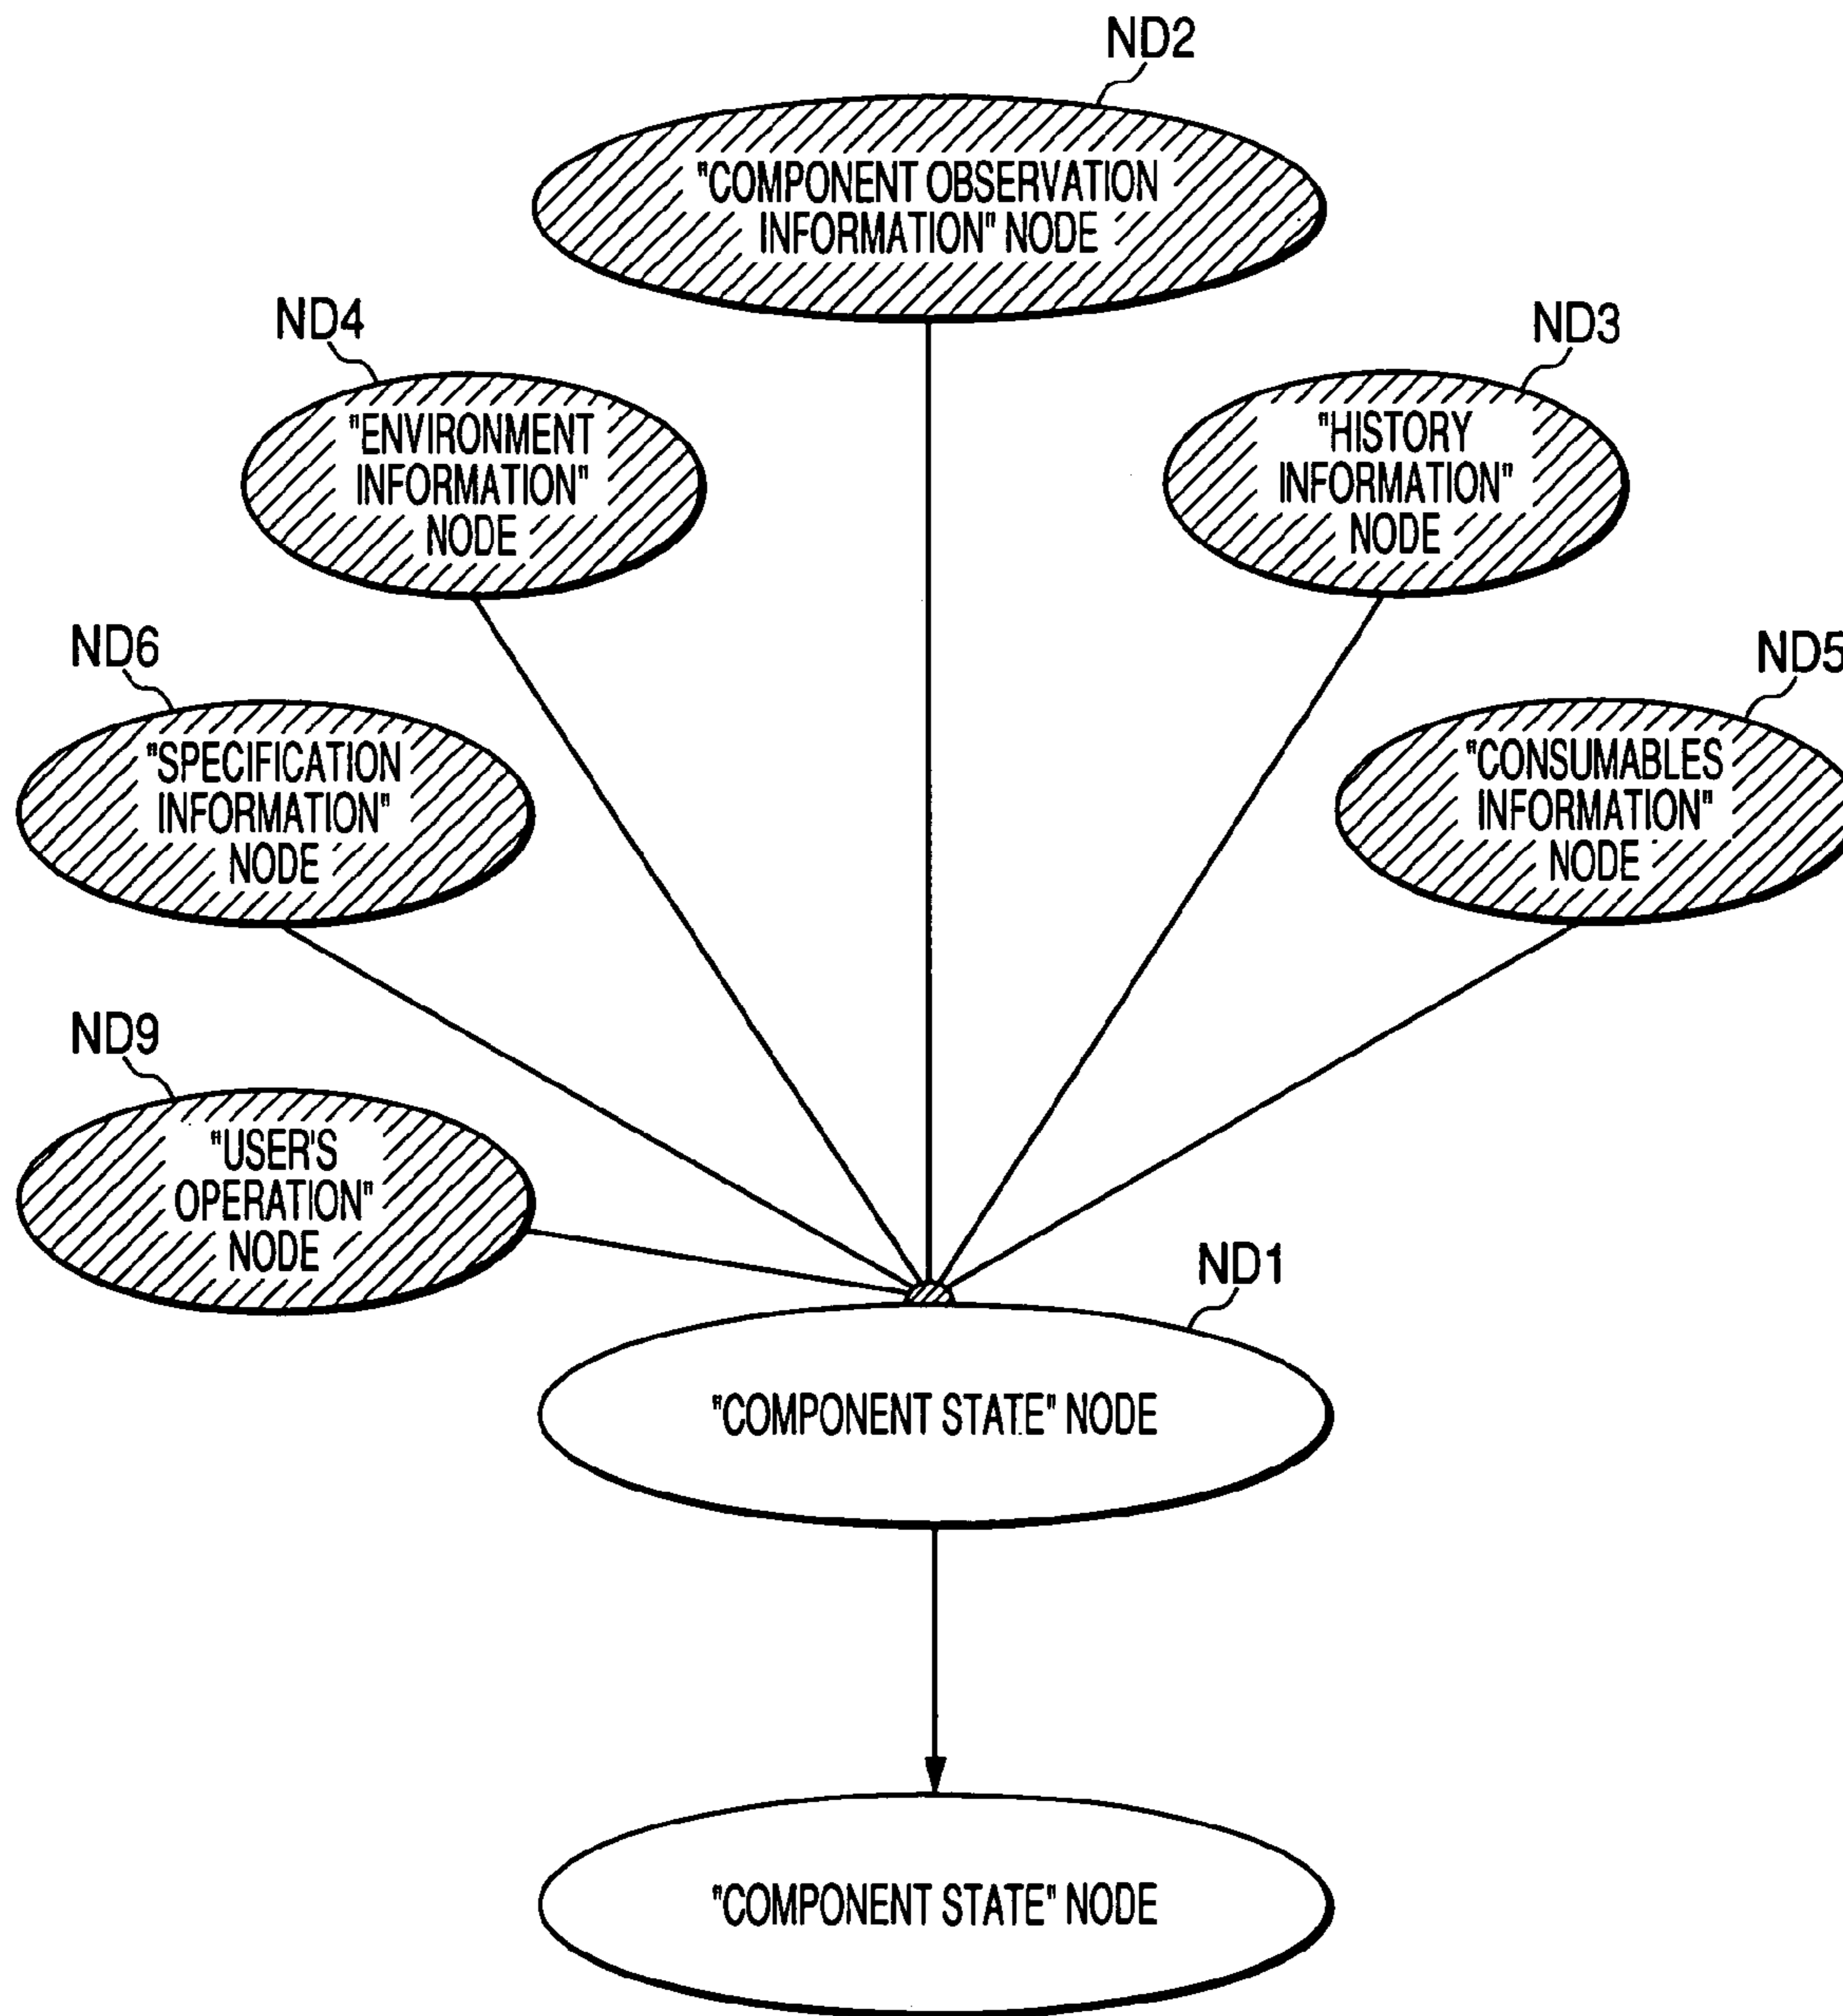 ND2
"COMPONENT OBSERVATION
INFORMATION" NODE
ND4
"ENVIRONMENT
INFORMATION"
NODE
ND3
"HISTORY
INFORMATION"
NODE
ND6
"SPECIFICATION
INFORMATION"
NODE
ND5
"CONSUMABLES
INFORMATION"
NODE
ND9
"USER'S
OPERATION"
NODE
ND1
"COMPONENT STATE" NODE
"COMPONENT STATE" NODE